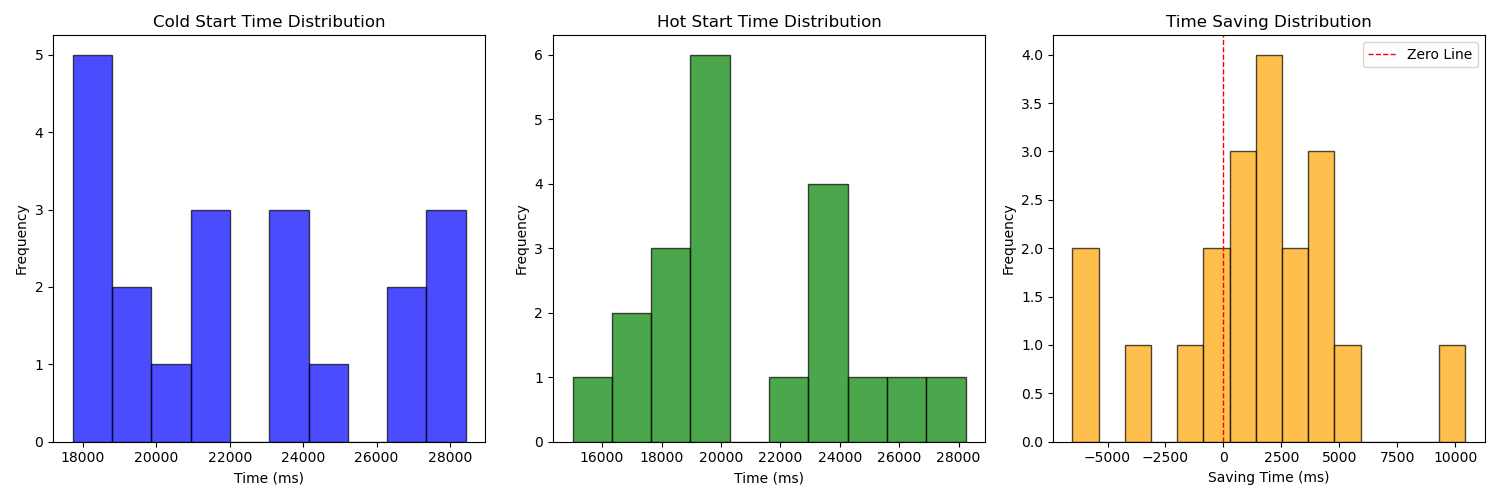 Cold Start Time Distribution
5
4
3
2
1
0
Frequency
18000 20000 22000 24000 26000 28000
Time (ms)
Hot Start Time Distribution
6
5
4
3
2
1
0
Frequency
16000 18000 20000 22000 24000 26000 28000
Time (ms)
Time Saving Distribution
Zero Line
4.0
3.5
3.0
2.5
2.0
1.5
1.0
0.5
0.0
Frequency
−5000 −2500 0 2500 5000 7500 10000
Saving Time (ms)